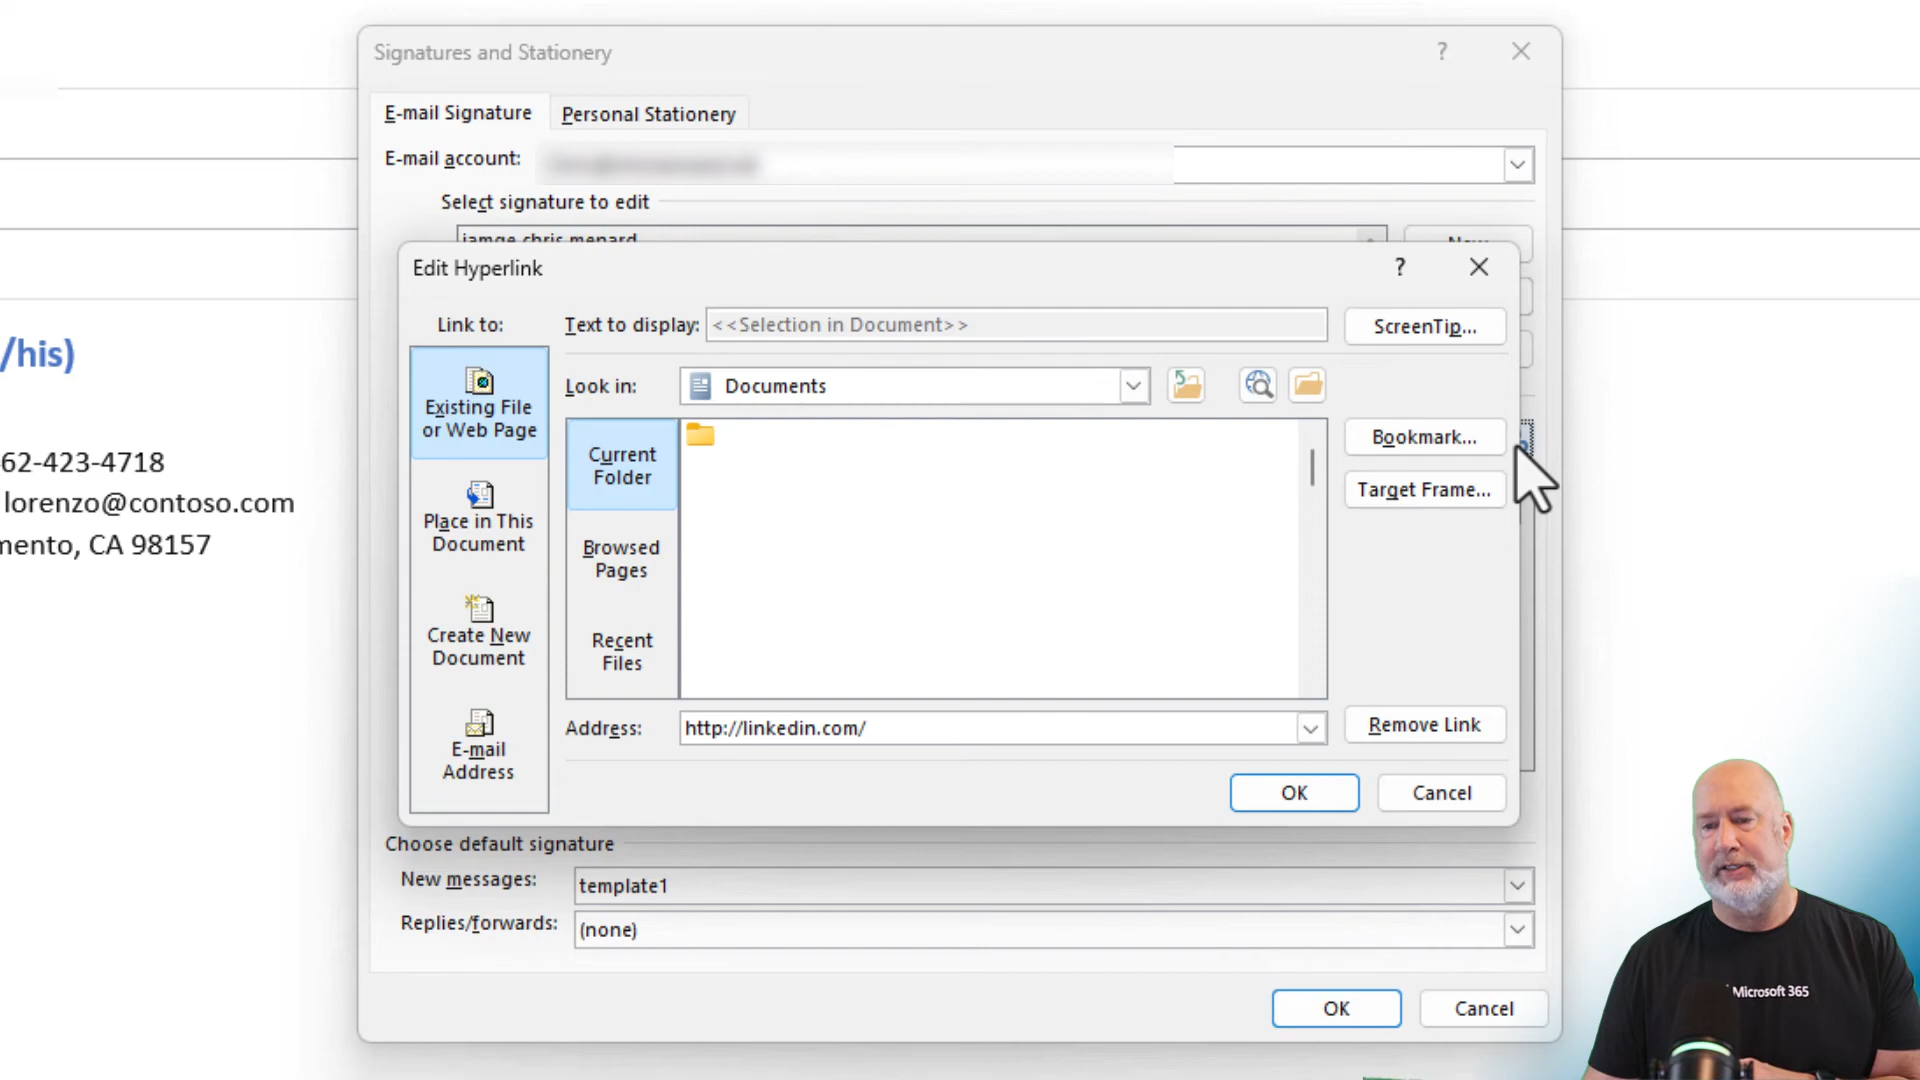 Signatures and Stationery
?
E-mail Signature
Personal Stationery
E-mail account:
Select signature to edit
iamge chris menard
New
Edit Hyperlink
?
Link to:
Text to display:
<<Selection in Document>>
ScreenTip...
/his)
Existing File
or Web Page
Look in:
Documents
Current
Folder
Bookmark...
62-423-4718
Target Frame...
lorenzo@contoso.com
Place in This
Document
mento, CA 98157
Browsed
Pages
Create New
Document
Recent
Files
E-mail
Address
Address:
http://linkedin.com/
Remove Link
OK
Cancel
Choose default signature
New messages:
template1
Replies/forwards:
(none)
OK
Cancel
Microsoft 365